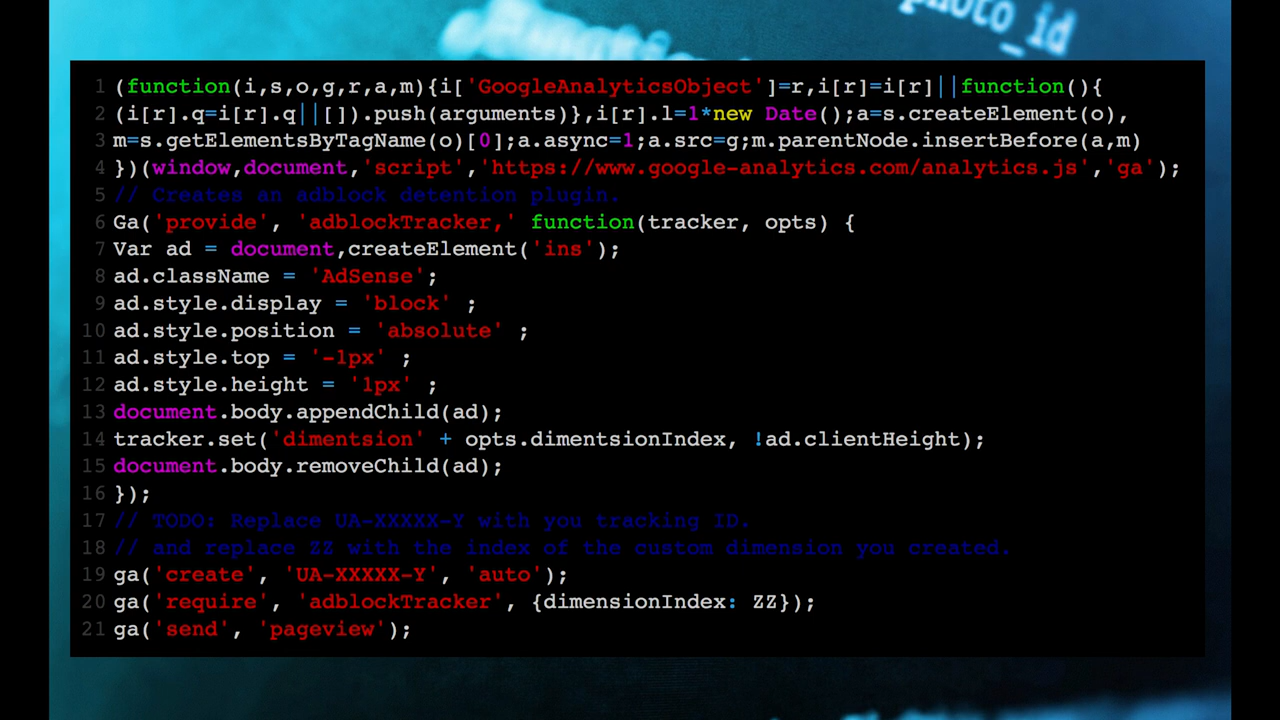 photo_id
1 (function(i,s,o,g,r,a,m){i['GoogleAnalyticsObject']=r,i[r]=i[r]||function(){
2 (i[r].q=i[r].q||[]).push(arguments)},i[r].l=1*new Date();a=s.createElement(o),
3 m=s.getElementsByTagName(o)[0];a.async=1;a.src=g;m.parentNode.insertBefore(a,m)
4 })(window,document,'script','https://www.google-analytics.com/analytics.js','ga');
5 // Creates an adblock detention plugin.
6 Ga('provide', 'adblockTracker,' function(tracker, opts) {
7 Var ad = document,createElement('ins');
8 ad.className = 'AdSense';
9 ad.style.display = 'block' ;
10 ad.style.position = 'absolute' ;
11 ad.style.top = '-1px' ;
12 ad.style.height = '1px' ;
13 document.body.appendChild(ad);
14 tracker.set('dimentsion' + opts.dimentsionIndex, !ad.clientHeight);
15 document.body.removeChild(ad);
16 });
17 // TODO: Replace UA-XXXXX-Y with you tracking ID.
18 // and replace ZZ with the index of the custom dimension you created.
19 ga('create', 'UA-XXXXX-Y', 'auto');
20 ga('require', 'adblockTracker', {dimensionIndex: ZZ});
21 ga('send', 'pageview');